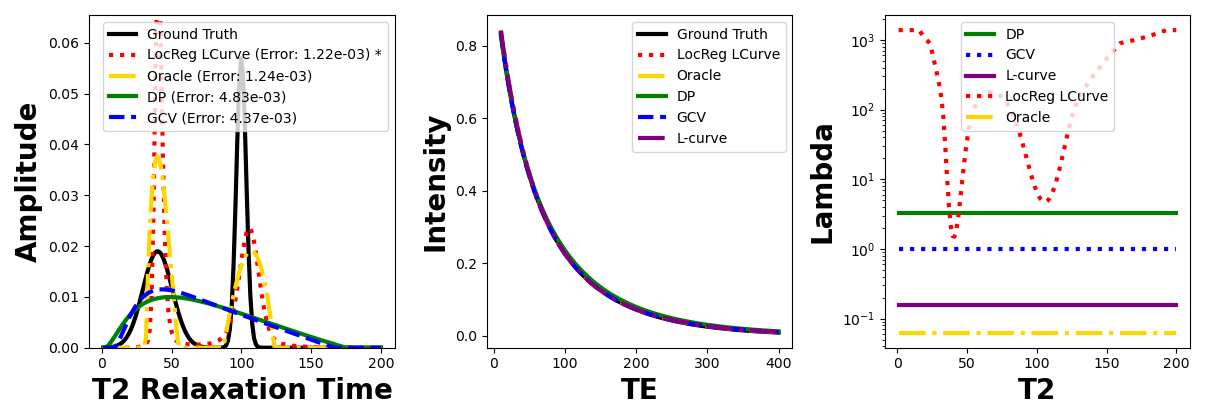 Amplitude
0.06
0.05
0.04
0.03
0.02
0.01
0.00
Ground Truth
LocReg LCurve (Error: 1.22e-03) *
Oracle (Error: 1.24e-03)
DP (Error: 4.83e-03)
GCV (Error: 4.37e-03)
0 50 100 150 200
T2 Relaxation Time
Intensity
0.8
0.6
0.4
0.2
0.0
Ground Truth
LocReg LCurve
Oracle
DP
GCV
L-curve
0 100 200 300 400
TE
Lambda
10³
10²
10¹
10⁰
10⁻¹
DP
GCV
L-curve
LocReg LCurve
Oracle
0 50 100 150 200
T2